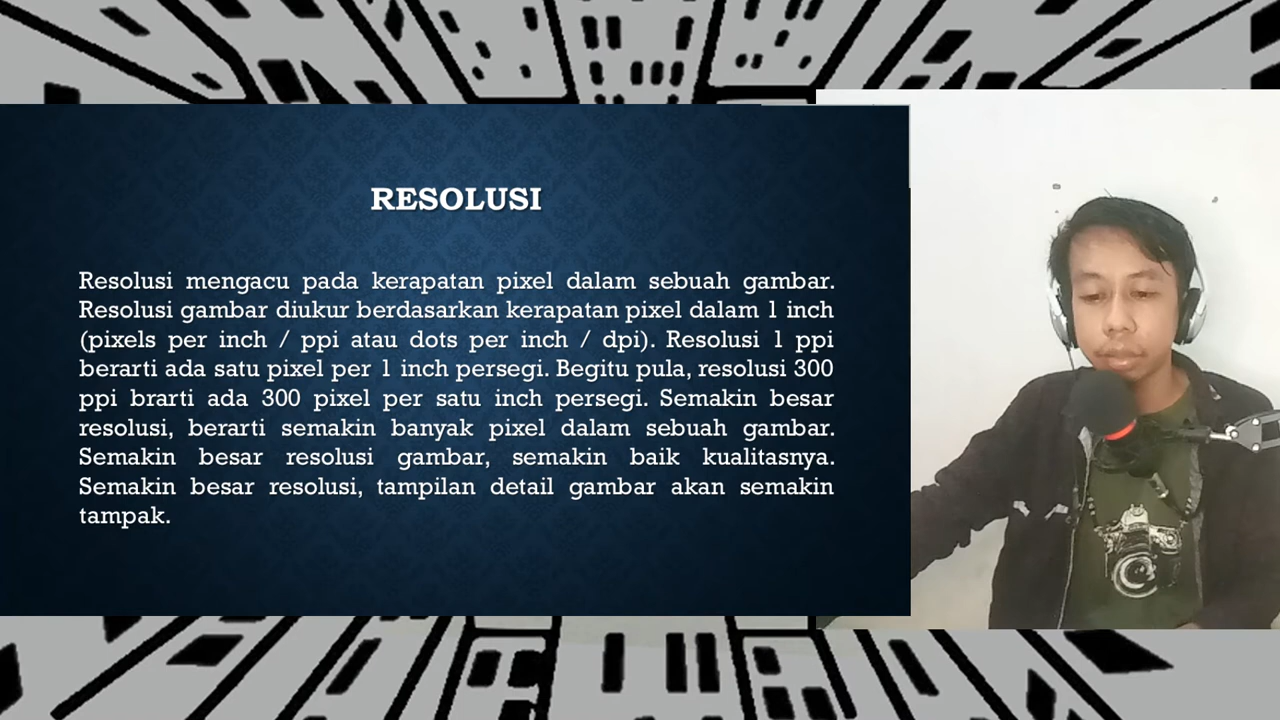 RESOLUSI
Resolusi mengacu pada kerapatan pixel dalam sebuah gambar.
Resolusi gambar diukur berdasarkan kerapatan pixel dalam 1 inch
(pixels per inch / ppi atau dots per inch / dpi). Resolusi 1 ppi
berarti ada satu pixel per 1 inch persegi. Begitu pula, resolusi 300
ppi brarti ada 300 pixel per satu inch persegi. Semakin besar
resolusi, berarti semakin banyak pixel dalam sebuah gambar.
Semakin besar resolusi gambar, semakin baik kualitasnya.
Semakin besar resolusi, tampilan detail gambar akan semakin
tampak.